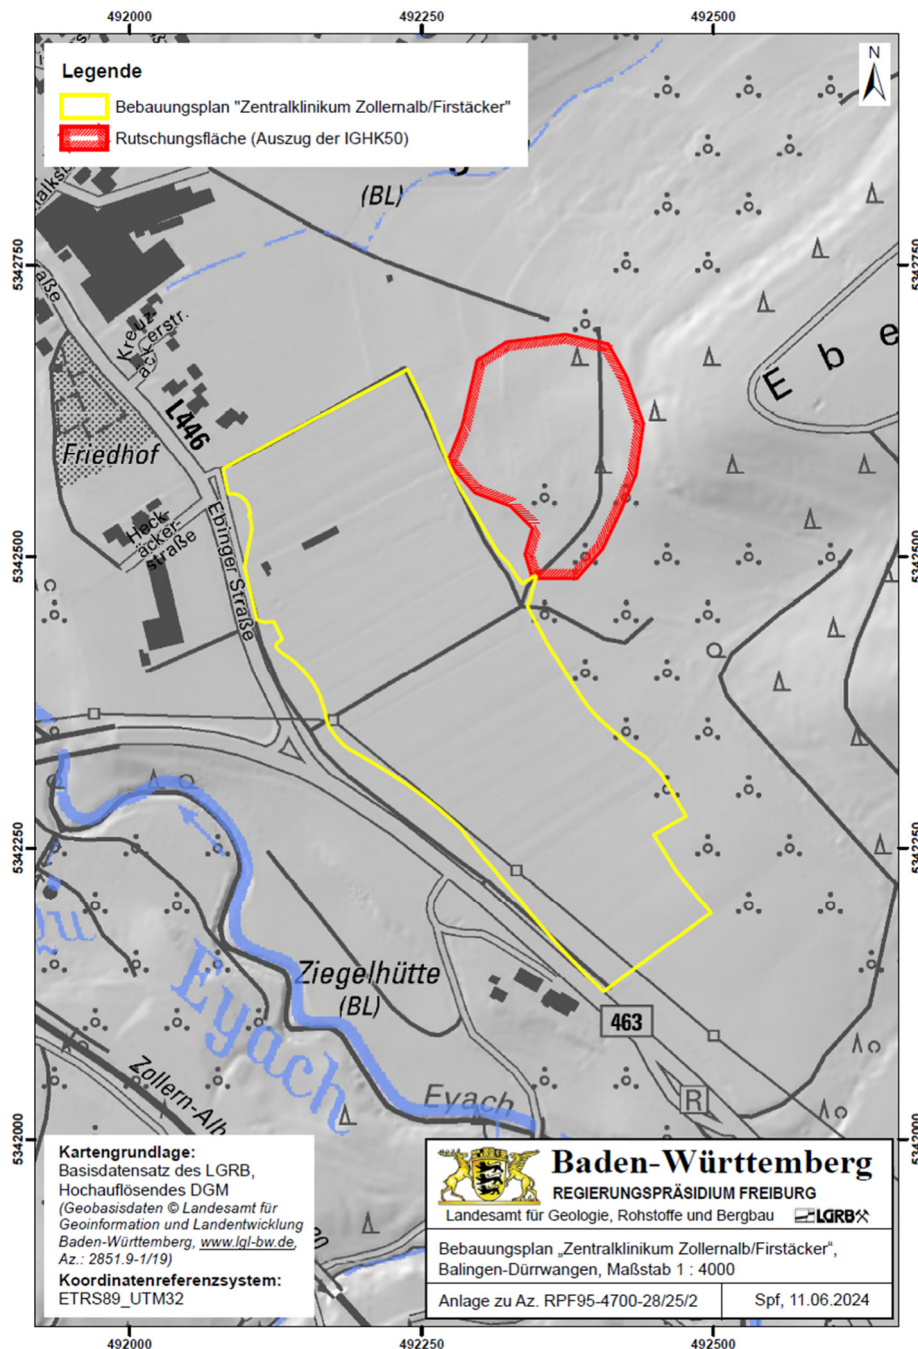 492000
492250
492500
Legende
Bebauungsplan "Zentralklinikum Zollernalb/Firstäcker"
Rutschungsfläche (Auszug der IGHK50)
N
(BL)
5342750
5342750
aße
Kreuz-
äckerstr.
L446
Friedhof
Heck-
äcker-
straße
Ebinger Straße
Ebe
5342500
5342500
5342250
5342250
Ziegelhütte
(BL)
Eyach
Eyach
463
R
Zollern-Alb
5342000
5342000
Kartengrundlage:
Basisdatensatz des LGRB,
Hochauflösendes DGM
(Geobasisdaten © Landesamt für
Geoinformation und Landentwicklung
Baden-Württemberg, www.lgl-bw.de,
Az.: 2851.9-1/19)
Koordinatenreferenzsystem:
ETRS89_UTM32
Baden-Württemberg
REGIERUNGSPRÄSIDIUM FREIBURG
Landesamt für Geologie, Rohstoffe und Bergbau LGRB
Bebauungsplan „Zentralklinikum Zollernalb/Firstäcker",
Balingen-Dürrwangen, Maßstab 1 : 4000
Anlage zu Az. RPF95-4700-28/25/2
Spf, 11.06.2024
492000
492250
492500